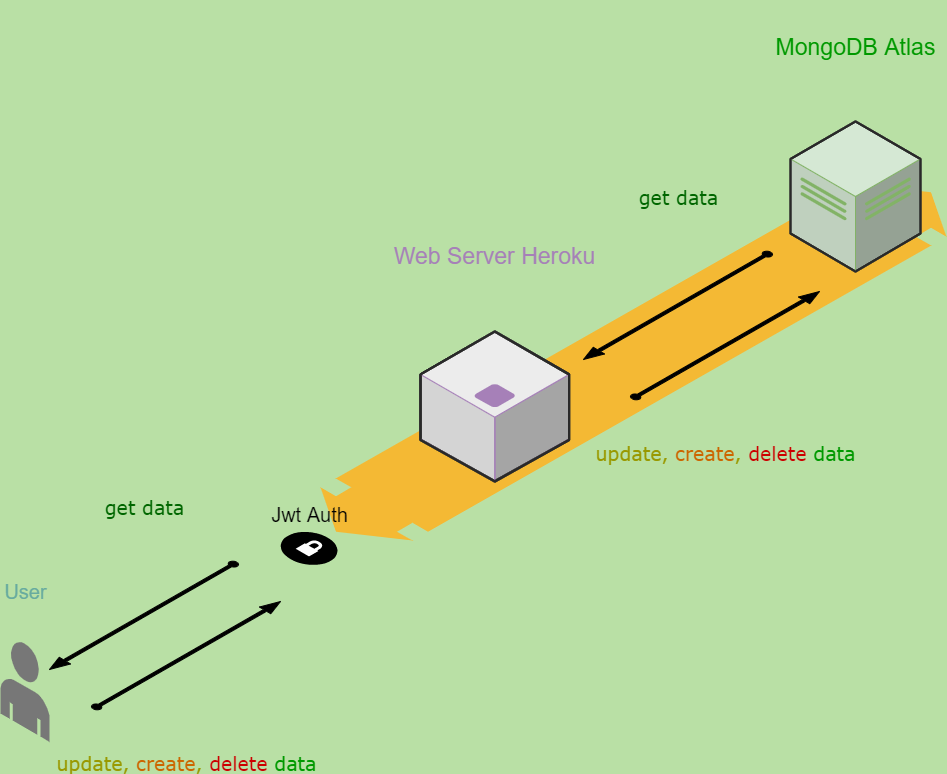 MongoDB Atlas
get data
Web Server Heroku
update, create, delete data
get data
Jwt Auth
User
update, create, delete data